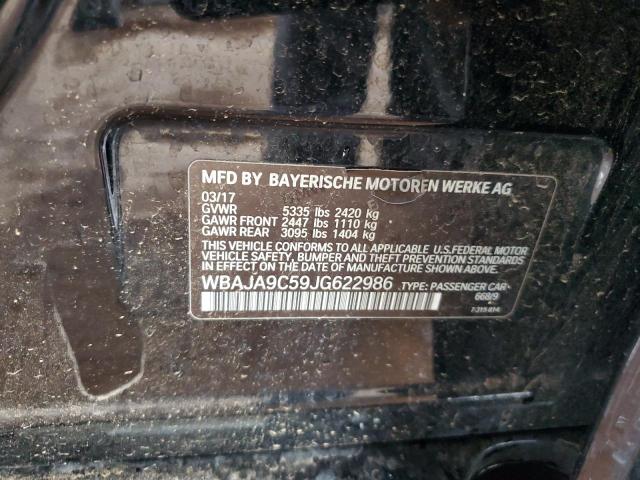 MFD BY BAYERISCHE MOTOREN WERKE AG
03/17
GVWR 5335 lbs 2420 kg
GAWR FRONT 2447 lbs 1110 kg
GAWR REAR 3095 lbs 1404 kg
THIS VEHICLE CONFORMS TO ALL APPLICABLE U.S.FEDERAL MOTOR
VEHICLE SAFETY, BUMPER AND THEFT PREVENTION STANDARDS
IN EFFECT ON THE DATE OF MANUFACTURE SHOWN ABOVE.
WBAJA9C59JG622986 TYPE: PASSENGER CAR
668/9